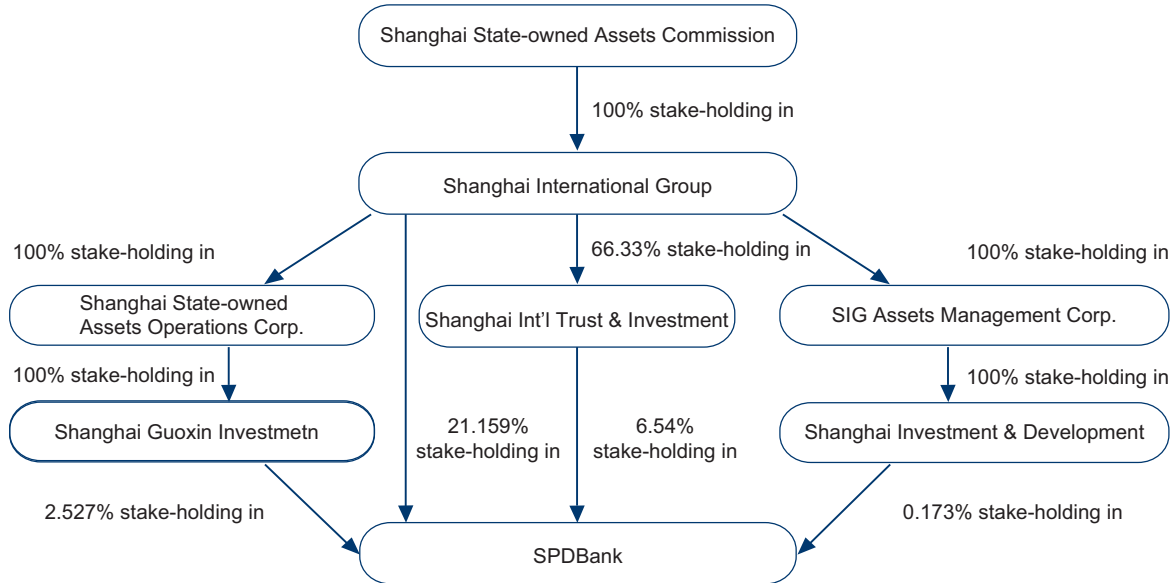 Shanghai State-owned Assets Commission
100% stake-holding in
Shanghai International Group
100% stake-holding in
66.33% stake-holding in
100% stake-holding in
Shanghai State-owned
Assets Operations Corp.
Shanghai Int'l Trust & Investment
SIG Assets Management Corp.
100% stake-holding in
100% stake-holding in
Shanghai Guoxin Investmetn
21.159%
stake-holding in
6.54%
stake-holding in
Shanghai Investment & Development
2.527% stake-holding in
0.173% stake-holding in
SPDBank